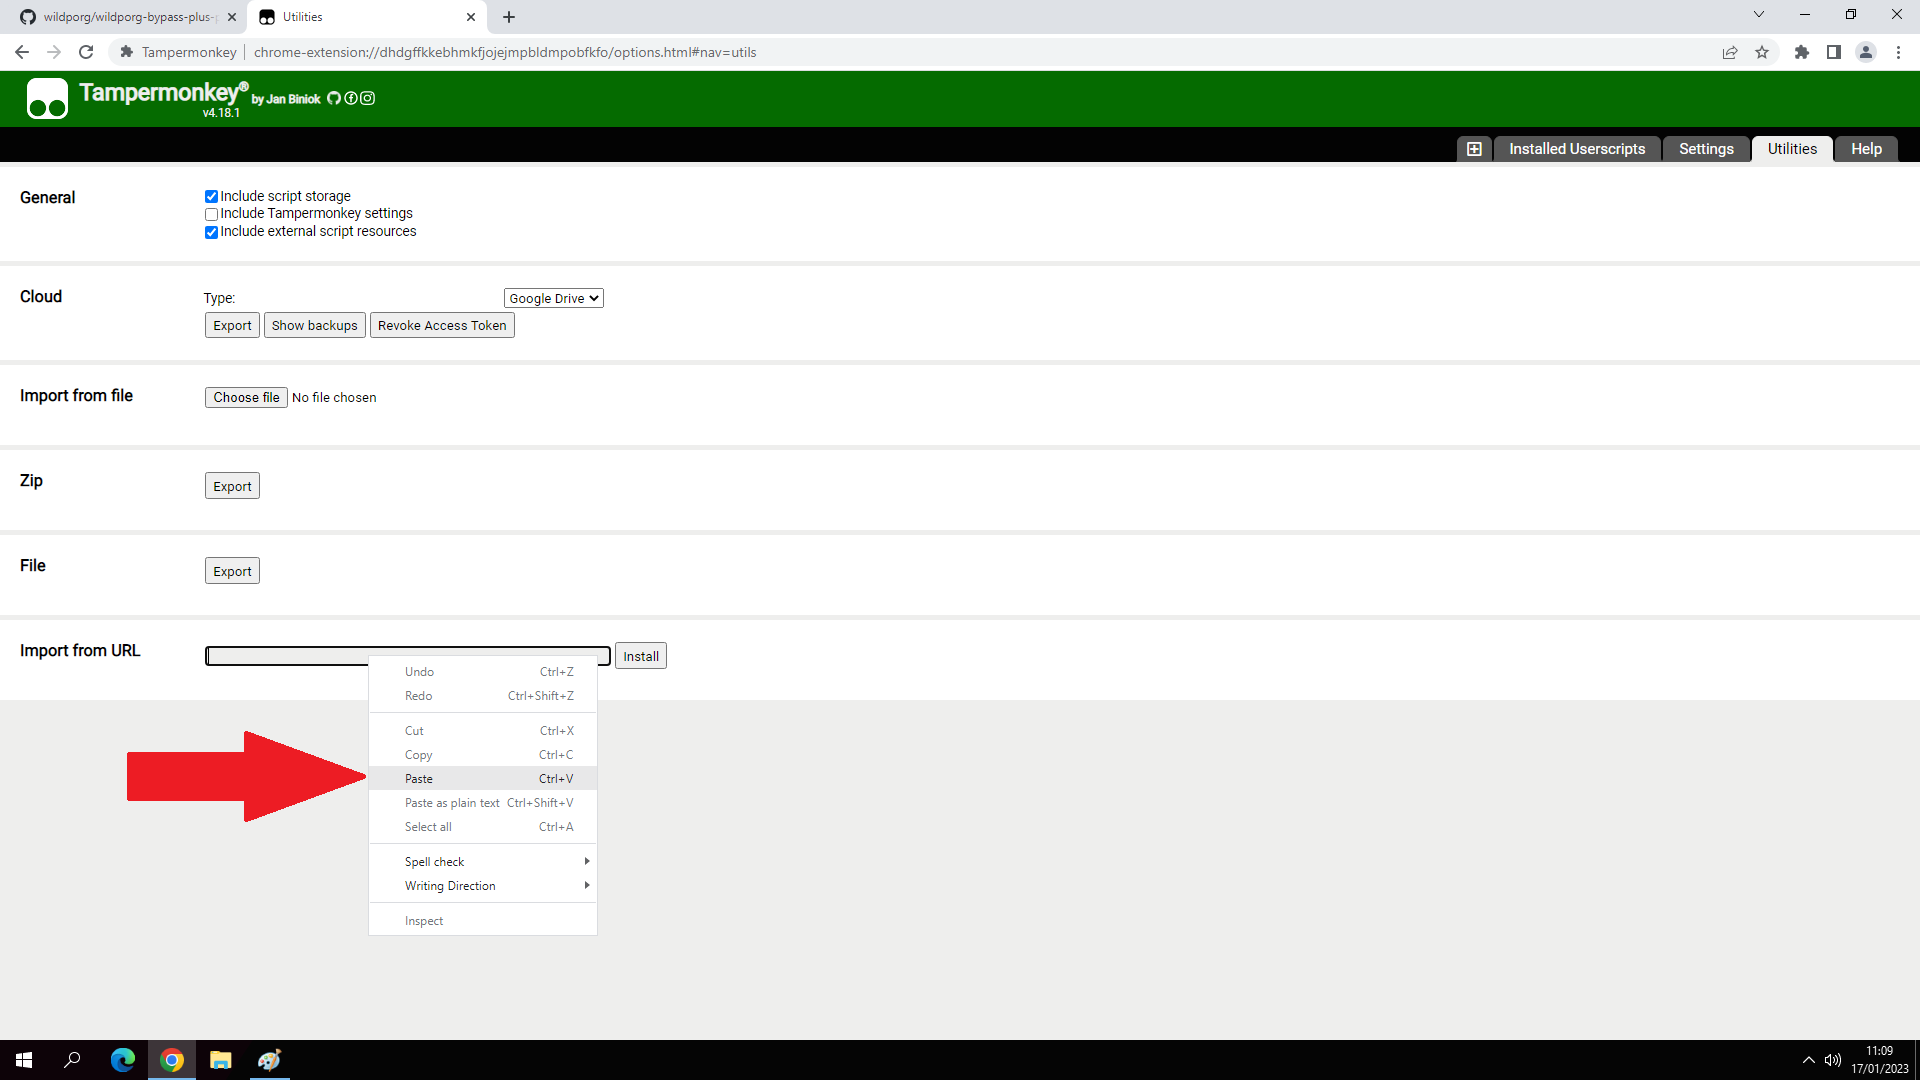 wildporg/wildporg-bypass-plus-p
Utilities
Tampermonkey
chrome-extension://dhdgffkkebhmkfjojejmpbldmpobfkfo/options.html#nav=utils
Tampermonkey® by Jan Biniok
v4.18.1
Installed Userscripts
Settings
Utilities
Help
General
Include script storage
Include Tampermonkey settings
Include external script resources
Cloud
Type:
Google Drive
Export
Show backups
Revoke Access Token
Import from file
Choose file
No file chosen
Zip
Export
File
Export
Import from URL
Install
Undo Ctrl+Z
Redo Ctrl+Shift+Z
Cut Ctrl+X
Copy Ctrl+C
Paste Ctrl+V
Paste as plain text Ctrl+Shift+V
Select all Ctrl+A
Spell check
Writing Direction
Inspect
11:09
17/01/2023